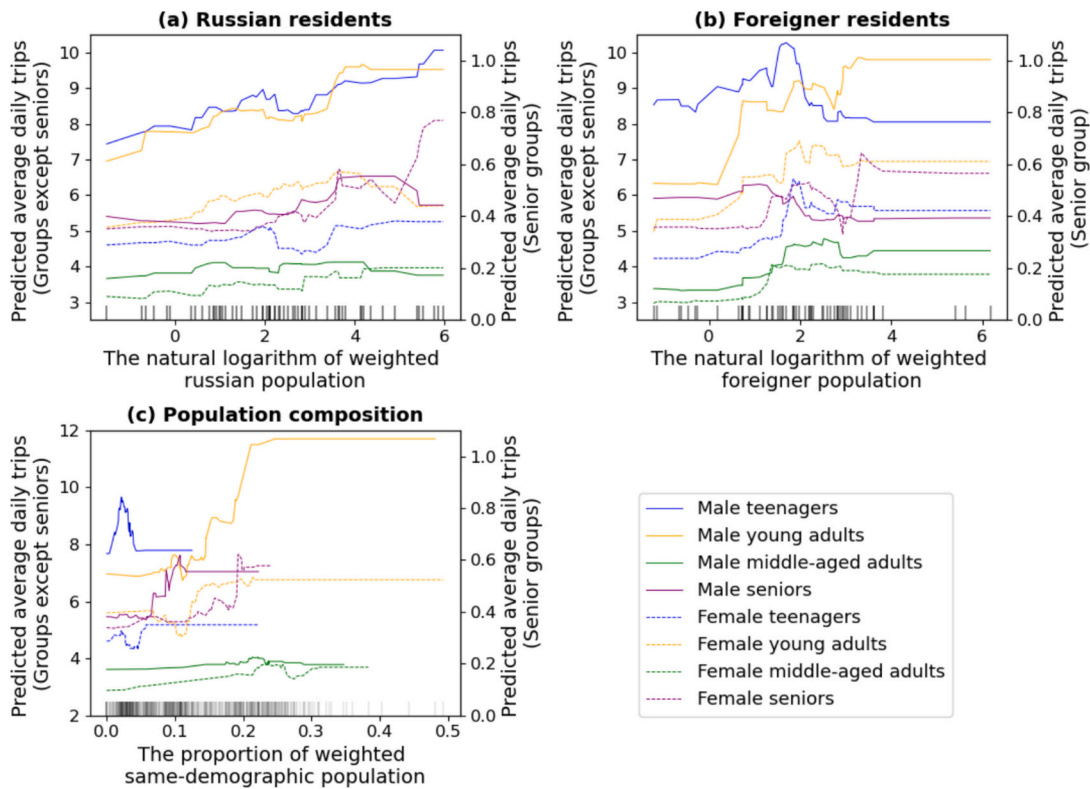 (a) Russian residents
Predicted average daily trips
(Groups except seniors)
10
9
8
7
6
5
4
3
1.0
0.8
0.6
0.4
0.2
0.0
Predicted average daily trips
(Senior groups)
0
2
4
6
The natural logarithm of weighted
russian population
(b) Foreigner residents
Predicted average daily trips
(Groups except seniors)
10
9
8
7
6
5
4
3
1.0
0.8
0.6
0.4
0.2
0.0
Predicted average daily trips
(Senior group)
0
2
4
6
The natural logarithm of weighted
foreigner population
(c) Population composition
Predicted average daily trips
(Groups except seniors)
12
10
8
6
4
2
1.0
0.8
0.6
0.4
0.2
0.0
Predicted average daily trips
(Senior groups)
0.0
0.1
0.2
0.3
0.4
0.5
The proportion of weighted
same-demographic population
Male teenagers
Male young adults
Male middle-aged adults
Male seniors
Female teenagers
Female young adults
Female middle-aged adults
Female seniors